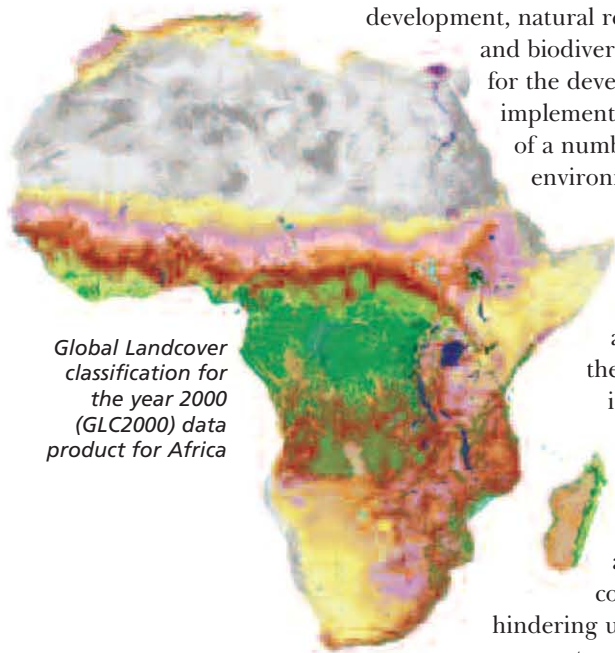 development, natural
and biodiver
for the deve
implement
of a numb
environ
Global Landcover
classification for
the year 2000
(GLC2000) data
product for Africa
a
the
i
a
co
hindering u